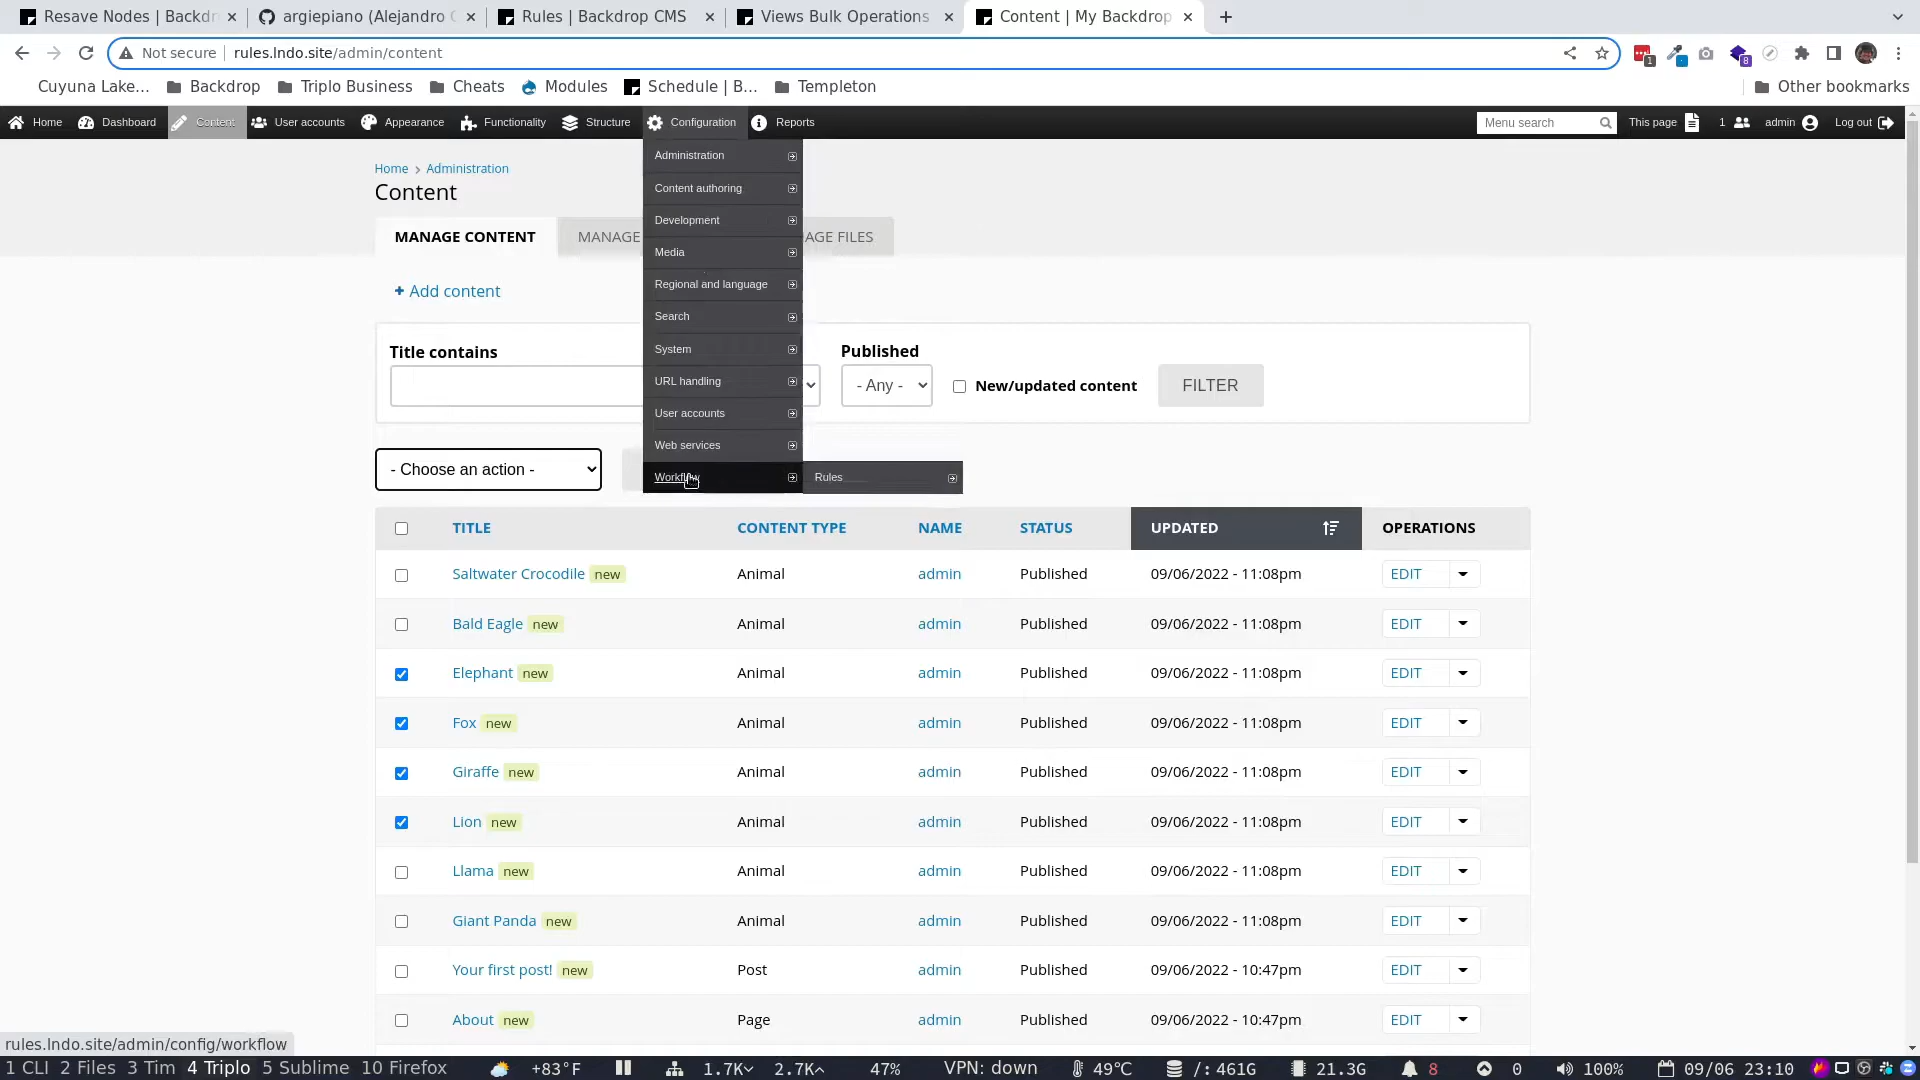 Resave Nodes | Backdr
argiepiano (Alejandro
Rules | Backdrop CMS
Views Bulk Operations
Content | My Backdrop
Not secure
rules.lndo.site/admin/content
1
8
Cuyuna Lake...
Backdrop
Triplo Business
Cheats
Modules
Schedule | B...
Templeton
Other bookmarks
Home
Dashboard
Content
User accounts
Appearance
Functionality
Structure
Configuration
Reports
Menu search
This page
1
admin
Log out
Administration
Content authoring
Development
Media
Regional and language
Search
System
URL handling
User accounts
Web services
Workflow
Rules
Home › Administration
Content
MANAGE CONTENT
MANAGE
AGE FILES
+ Add content
Title contains
Published
- Any -
New/updated content
FILTER
- Choose an action -
TITLE CONTENT TYPE NAME STATUS UPDATED OPERATIONS
Saltwater Crocodile new Animal admin Published 09/06/2022 - 11:08pm EDIT
Bald Eagle new Animal admin Published 09/06/2022 - 11:08pm EDIT
Elephant new Animal admin Published 09/06/2022 - 11:08pm EDIT
Fox new Animal admin Published 09/06/2022 - 11:08pm EDIT
Giraffe new Animal admin Published 09/06/2022 - 11:08pm EDIT
Lion new Animal admin Published 09/06/2022 - 11:08pm EDIT
Llama new Animal admin Published 09/06/2022 - 11:08pm EDIT
Giant Panda new Animal admin Published 09/06/2022 - 11:08pm EDIT
Your first post! new Post admin Published 09/06/2022 - 10:47pm EDIT
About new Page admin Published 09/06/2022 - 10:47pm EDIT
rules.lndo.site/admin/config/workflow
1 CLI 2 Files 3 Tim 4 Triplo 5 Sublime 10 Firefox
+83°F 1.7K 2.7K 47% VPN: down 49°C /: 461G 21.3G 8 0 100% 09/06 23:10